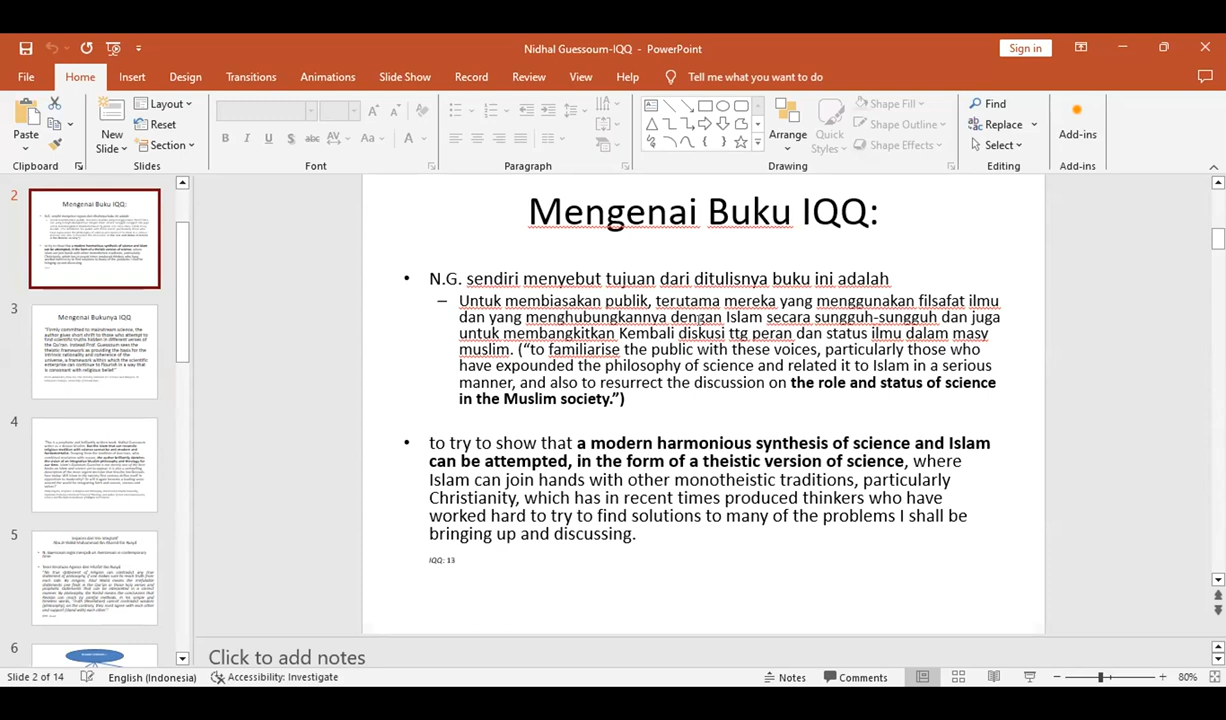 Nidhal Guessoum-IQQ - PowerPoint
Sign in
File Home Insert Design Transitions Animations Slide Show Record Review View Help Tell me what you want to do
Paste
New Slide
Layout
Reset
Section
B I U S abc AV Aa A
Arrange
Quick Styles
Shape Fill
Shape Outline
Shape Effects
Find
Replace
Select
Add-ins
Clipboard Slides Font Paragraph Drawing Editing Add-ins
2
Mengenai Buku IQQ:
3
Mengenai Bukunya IQQ
4
5
6
Mengenai Buku IQQ:
• N.G. sendiri menyebut tujuan dari ditulisnya buku ini adalah
– Untuk membiasakan publik, terutama mereka yang menggunakan filsafat ilmu
dan yang menghubungkannya dengan Islam secara sungguh-sungguh dan juga
untuk membangkitkan Kembali diskusi ttg peran dan status ilmu dalam masy
muslim. (“to familiarise the public with these voices, particularly those who
have expounded the philosophy of science and related it to Islam in a serious
manner, and also to resurrect the discussion on the role and status of science
in the Muslim society.”)
• to try to show that a modern harmonious synthesis of science and Islam
can be attempted, in the form of a theistic version of science, where
Islam can join hands with other monotheistic traditions, particularly
Christianity, which has in recent times produced thinkers who have
worked hard to try to find solutions to many of the problems I shall be
bringing up and discussing.
IQQ: 13
Click to add notes
Slide 2 of 14 English (Indonesia) Accessibility: Investigate Notes Comments 80%